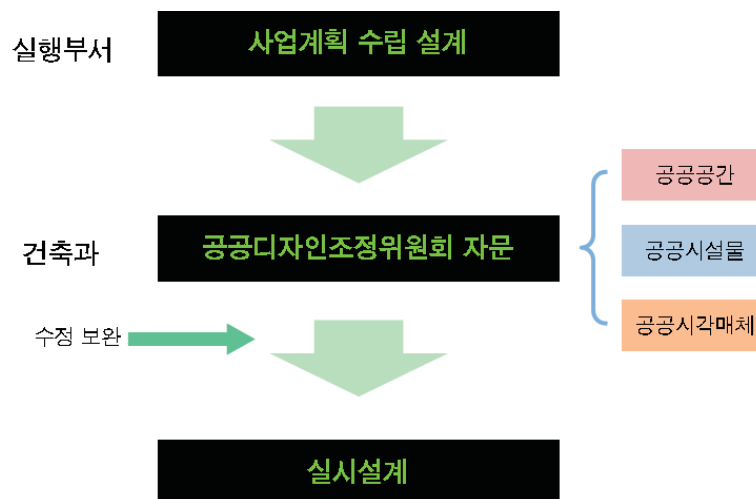 실행부서
사업계획 수립 설계
공공공간
건축과
공공디자인조정위원회 자문
공공시설물
공공시각매체
수정 보완
실시설계